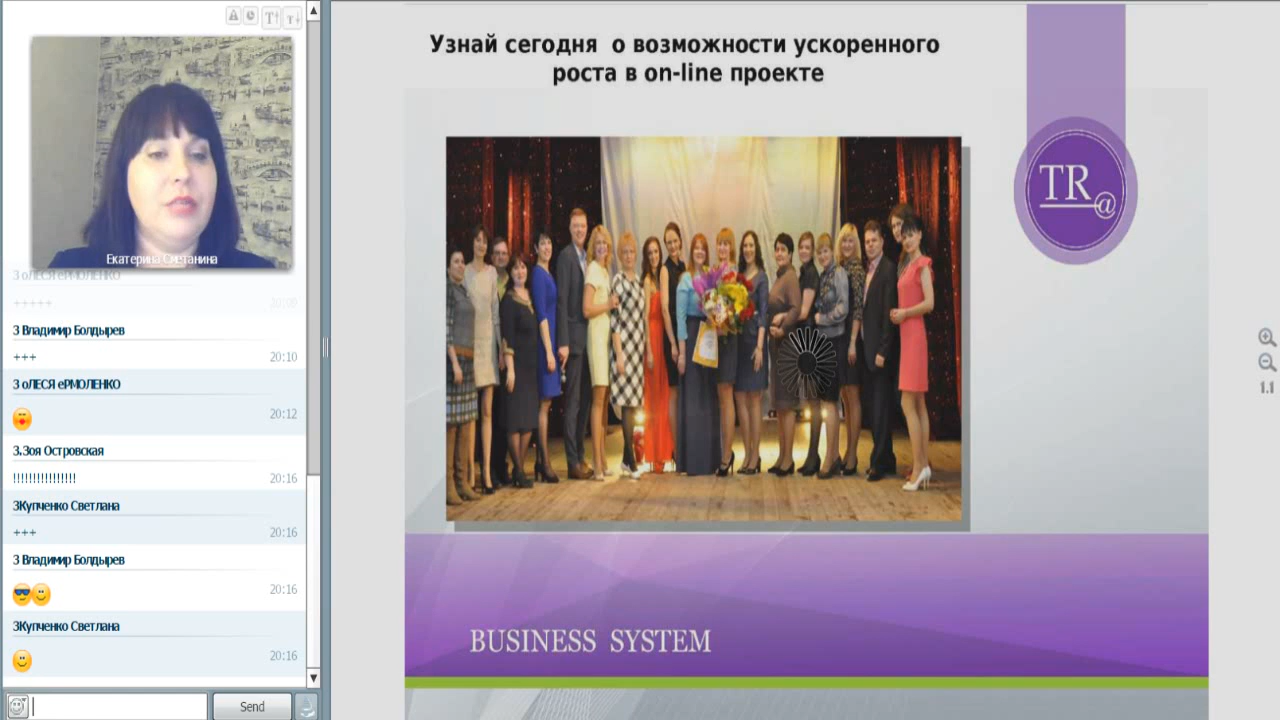 Екатерина Сметанина
3 оЛЕСЯ еРМОЛЕНКО
+++++ 20:09
3 Владимир Болдырев
+++ 20:10
3 оЛЕСЯ еРМОЛЕНКО
20:12
3.Зоя Островская
!!!!!!!!!!!!!!!! 20:16
3Купченко Светлана
+++ 20:16
3 Владимир Болдырев
20:16
3Купченко Светлана
20:16
Send
Узнай сегодня о возможности ускоренного
роста в on-line проекте
TR@
BUSINESS SYSTEM
1:1